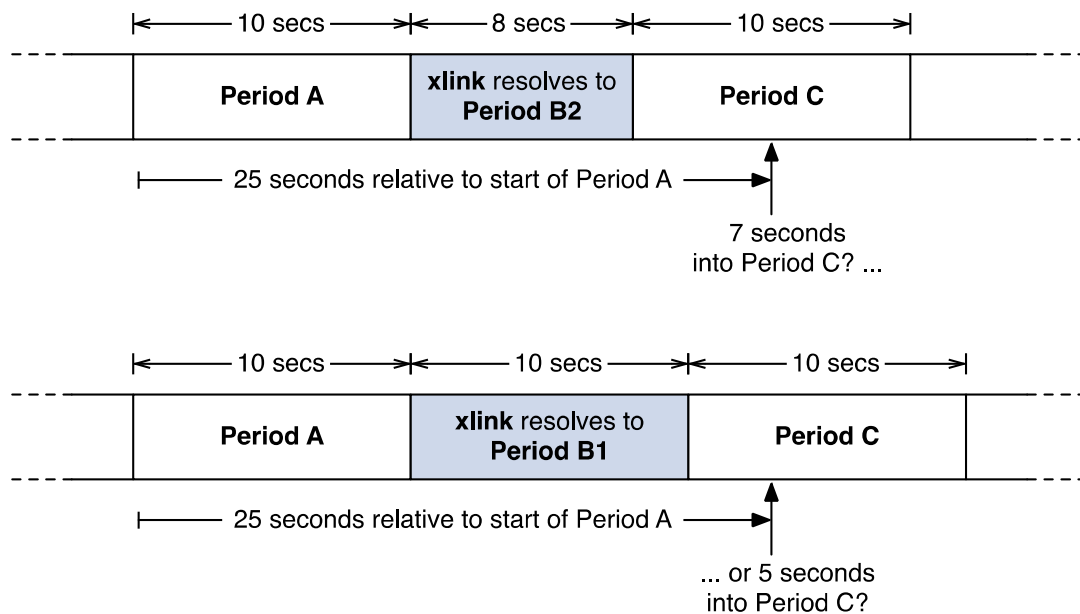 10 secs 8 secs 10 secs
Period A
xlink resolves to
Period B2
Period C
25 seconds relative to start of Period A
7 seconds
into Period C? ...
10 secs 10 secs 10 secs
Period A
xlink resolves to
Period B1
Period C
25 seconds relative to start of Period A
... or 5 seconds
into Period C?